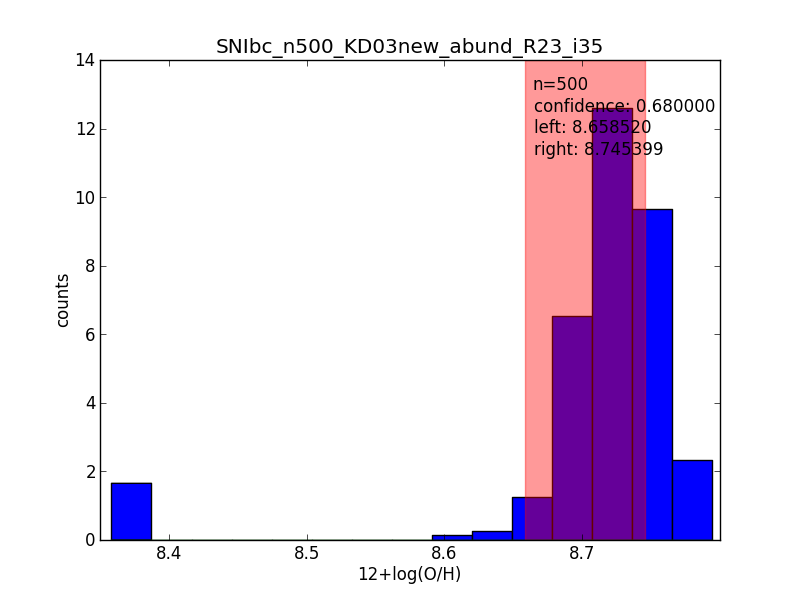 SNIbc_n500_KD03new_abund_R23_i35
14
12
10
8
6
4
2
0
counts
n=500
confidence: 0.680000
left: 8.658520
right: 8.745399
8.4 8.5 8.6 8.7
12+log(O/H)